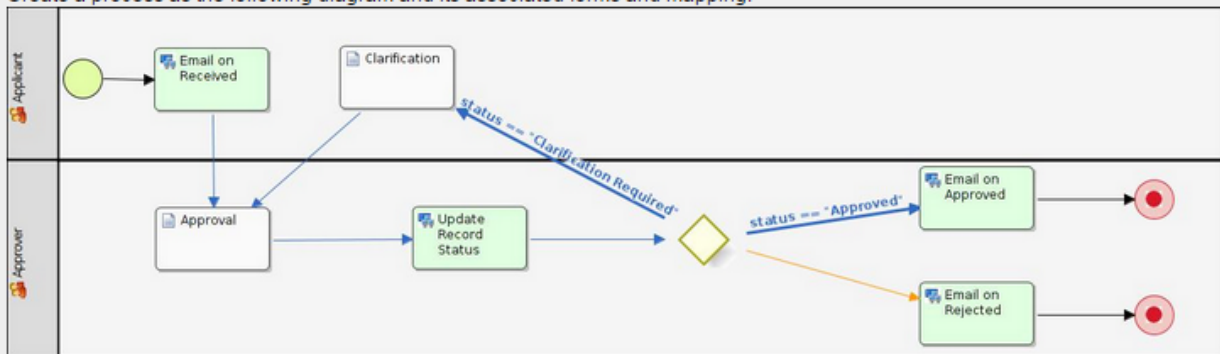 Create a process as the following diagram and its associated forms and mapping.
Applicant
Email on
Received
Clarification
status == "Clarification Required"
Approver
Approval
Update
Record
Status
status == "Approved"
Email on
Approved
Email on
Rejected